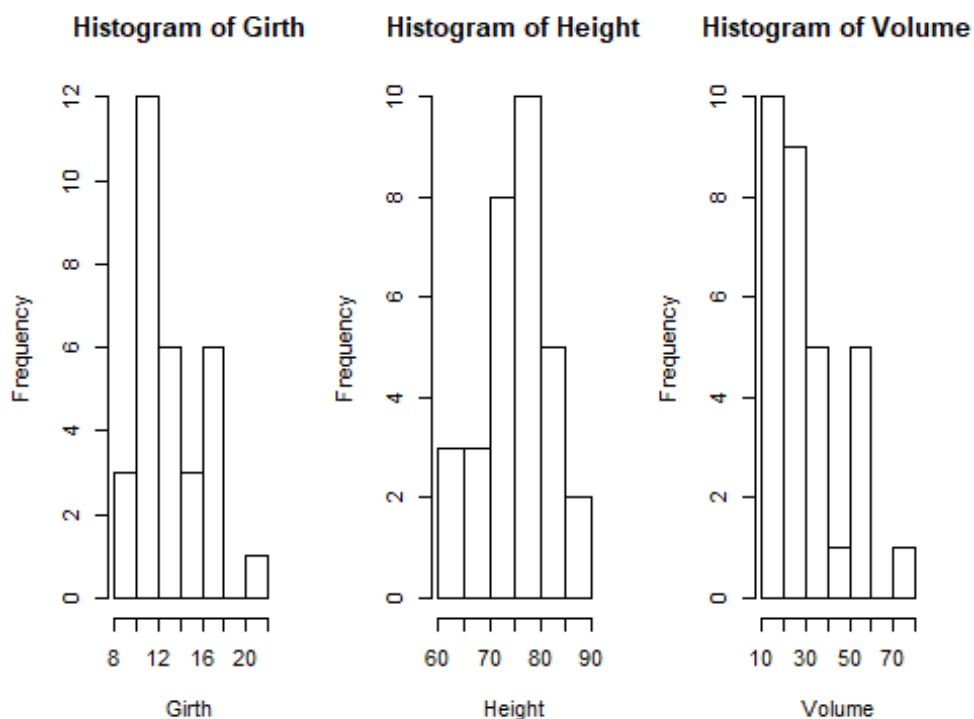 Histogram of Girth
Frequency
12
10
8
6
4
2
0
8 12 16 20
Girth
Histogram of Height
Frequency
10
8
6
4
2
0
60 70 80 90
Height
Histogram of Volume
Frequency
10
8
6
4
2
0
10 30 50 70
Volume